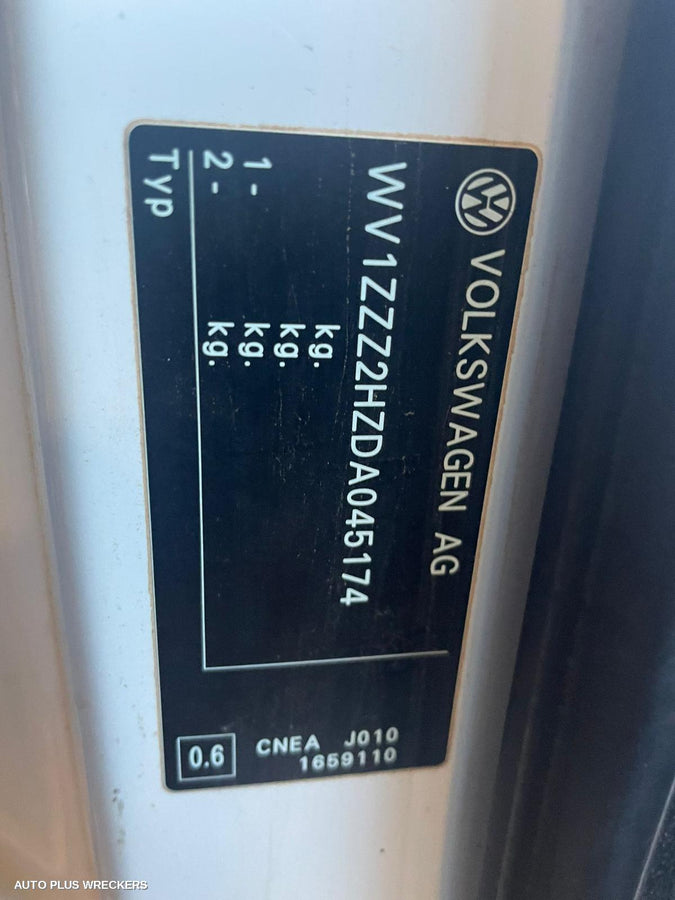 VOLKSWAGEN AG
WV1ZZZ2HZDA045174
kg.
kg.
1 - kg.
2 - kg.
Typ
CNEA J010
1659110
0.6
AUTO PLUS WRECKERS